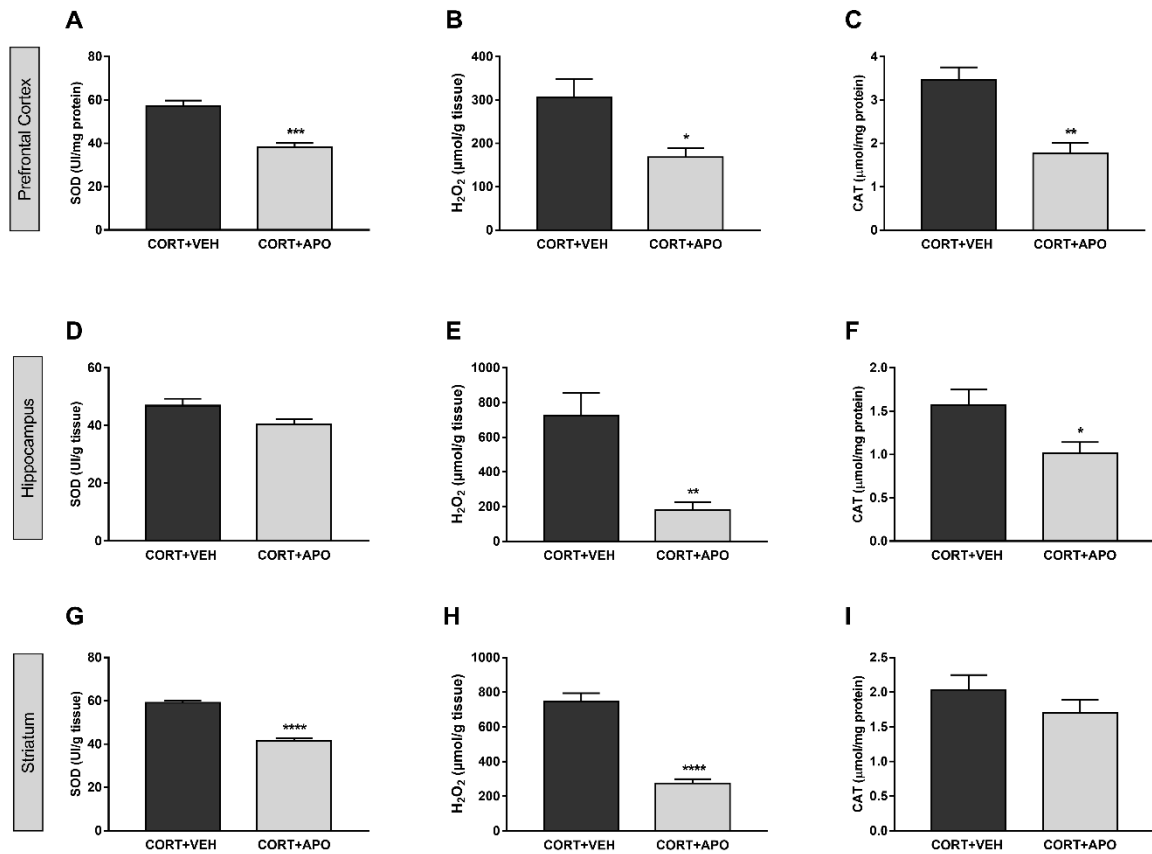 A
B
C
Prefrontal Cortex
SOD (UI/mg protein)
80
60
40
20
0
***
CORT+VEH CORT+APO
H₂O₂ (µmol/g tissue)
400
300
200
100
0
*
CORT+VEH CORT+APO
CAT (µmol/mg protein)
4
3
2
1
0
**
CORT+VEH CORT+APO
D
E
F
Hippocampus
SOD (UI/g tissue)
60
40
20
0
CORT+VEH CORT+APO
H₂O₂ (µmol/g tissue)
1000
800
600
400
200
0
**
CORT+VEH CORT+APO
CAT (µmol/mg protein)
2.0
1.5
1.0
0.5
0.0
*
CORT+VEH CORT+APO
G
H
I
Striatum
SOD (UI/g tissue)
80
60
40
20
0
****
CORT+VEH CORT+APO
H₂O₂ (µmol/g tissue)
1000
800
600
400
200
0
****
CORT+VEH CORT+APO
CAT (µmol/mg protein)
2.5
2.0
1.5
1.0
0.5
0.0
CORT+VEH CORT+APO